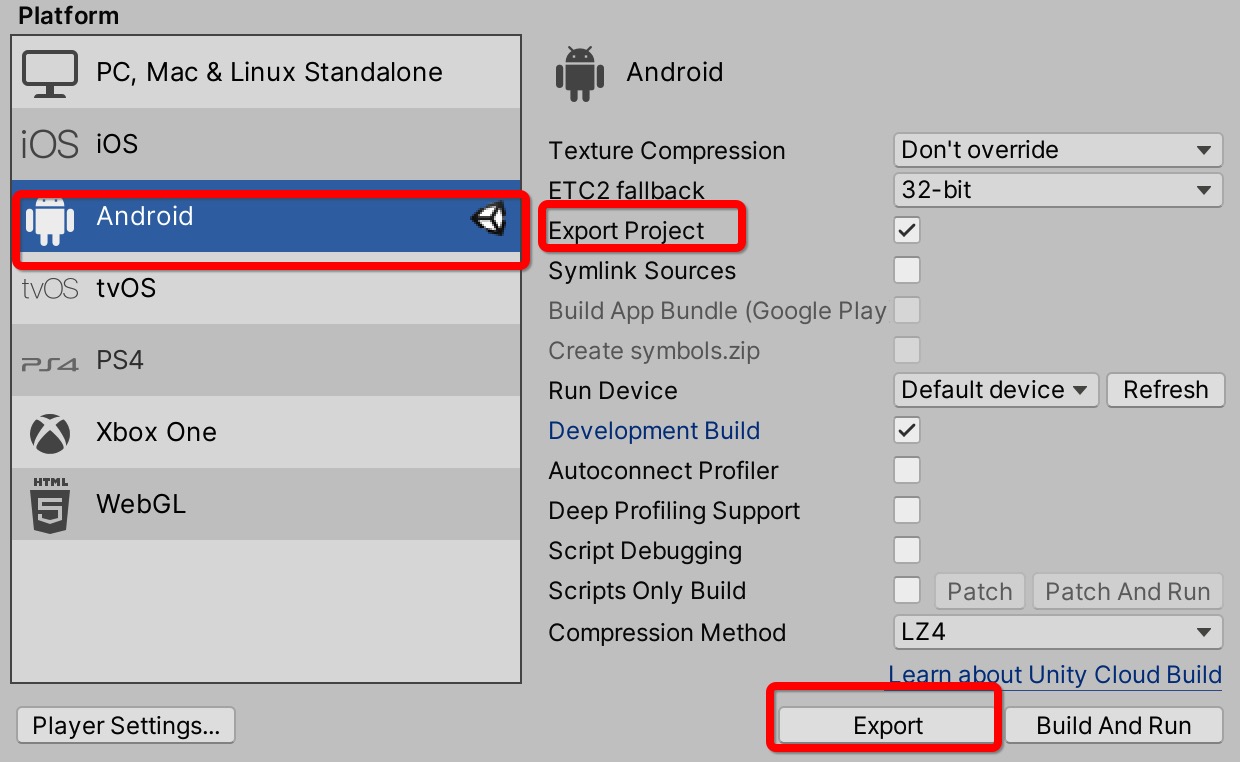 Platform
PC, Mac & Linux Standalone
iOS iOS
Android
tvOS tvOS
PS4 PS4
Xbox One
HTML
5
WebGL
Player Settings...
Android
Texture Compression Don't override
ETC2 fallback 32-bit
Export Project
Symlink Sources
Build App Bundle (Google Play
Create symbols.zip
Run Device Default device Refresh
Development Build
Autoconnect Profiler
Deep Profiling Support
Script Debugging
Scripts Only Build Patch Patch And Run
Compression Method LZ4
Learn about Unity Cloud Build
Export Build And Run